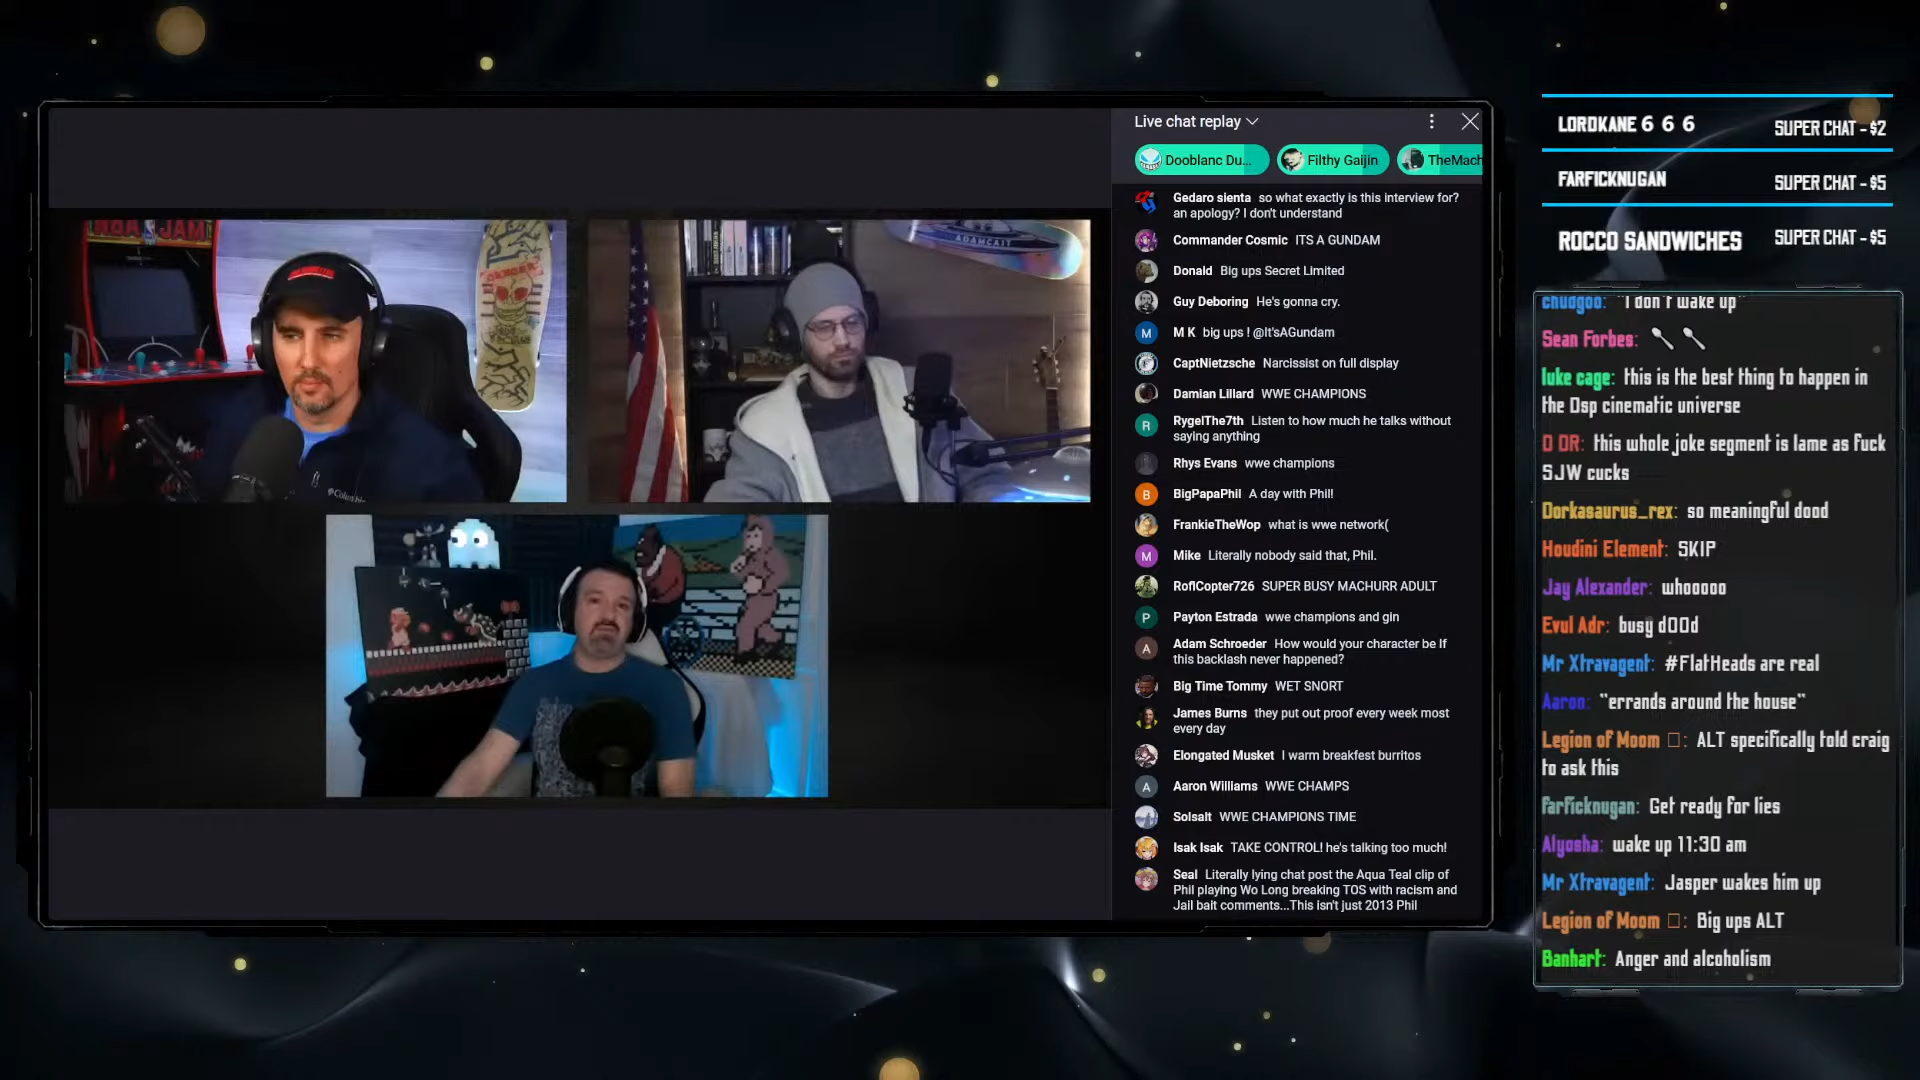 NBA JAM
ADAMCAIT
Columbia
Live chat replay
Dooblanc Du...
Filthy Gaijin
TheMach
Gedaro sienta so what exactly is this interview for?
an apology? I don't understand
Commander Cosmic ITS A GUNDAM
Donald Big ups Secret Limited
Guy Deboring He's gonna cry.
M
M K big ups ! @It'sAGundam
CaptNietzsche Narcissist on full display
Damian Lillard WWE CHAMPIONS
R
RygelThe7th Listen to how much he talks without
saying anything
Rhys Evans wwe champions
B
BigPapaPhil A day with Phil!
FrankieTheWop what is wwe network(
M
Mike Literally nobody said that, Phil.
RoflCopter726 SUPER BUSY MACHURR ADULT
P
Payton Estrada wwe champions and gin
A
Adam Schroeder How would your character be If
this backlash never happened?
Big Time Tommy WET SNORT
James Burns they put out proof every week most
every day
Elongated Musket I warm breakfest burritos
A
Aaron Williams WWE CHAMPS
Solsalt WWE CHAMPIONS TIME
Isak Isak TAKE CONTROL! he's talking too much!
Seal Literally lying chat post the Aqua Teal clip of
Phil playing Wo Long breaking TOS with racism and
Jail bait comments...This isn't just 2013 Phil
LORDKANE 6 6 6 SUPER CHAT - $2
FARFICKNUGAN SUPER CHAT - $5
ROCCO SANDWICHES SUPER CHAT - $5
chudgoo: "I don't wake up"
Sean Forbes:
luke cage: this is the best thing to happen in
the Dsp cinematic universe
O DR: this whole joke segment is lame as fuck
SJW cucks
Dorkasaurus_rex: so meaningful dood
Houdini Element: SKIP
Jay Alexander: whooooo
Evul Adr: busy d00d
Mr Xtravagent: #FlatHeads are real
Aaron: "errands around the house"
Legion of Moom □: ALT specifically told craig
to ask this
farficknugan: Get ready for lies
Alyosha: wake up 11:30 am
Mr Xtravagent: Jasper wakes him up
Legion of Moom □: Big ups ALT
Banhart: Anger and alcoholism